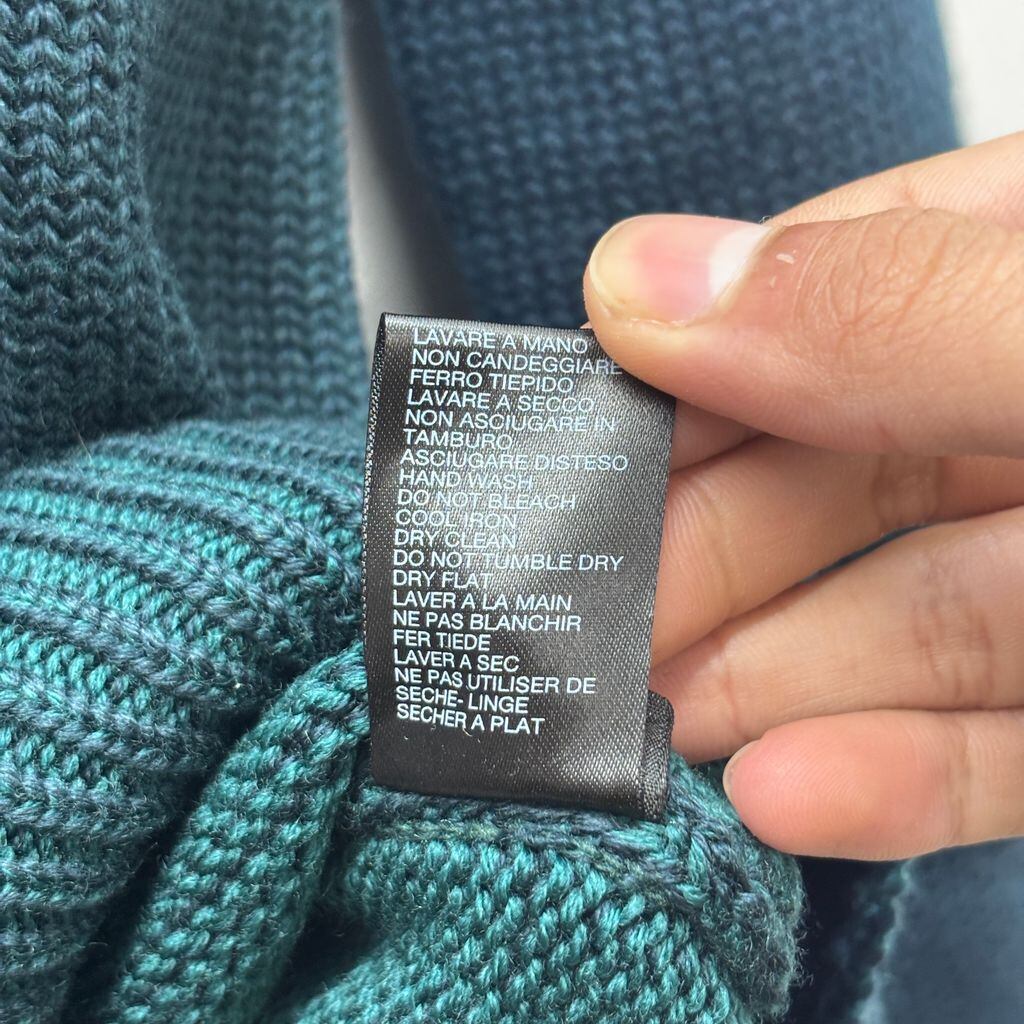 LAVARE A MANO
NON CANDEGGIARE
FERRO TIEPIDO
LAVARE A SECCO
NON ASCIUGARE IN
TAMBURO
ASCIUGARE DISTESO
HAND WASH
DO NOT BLEACH
COOL IRON
DRY CLEAN
DO NOT TUMBLE DRY
DRY FLAT
LAVER A LA MAIN
NE PAS BLANCHIR
FER TIEDE
LAVER A SEC
NE PAS UTILISER DE
SECHE- LINGE
SECHER A PLAT